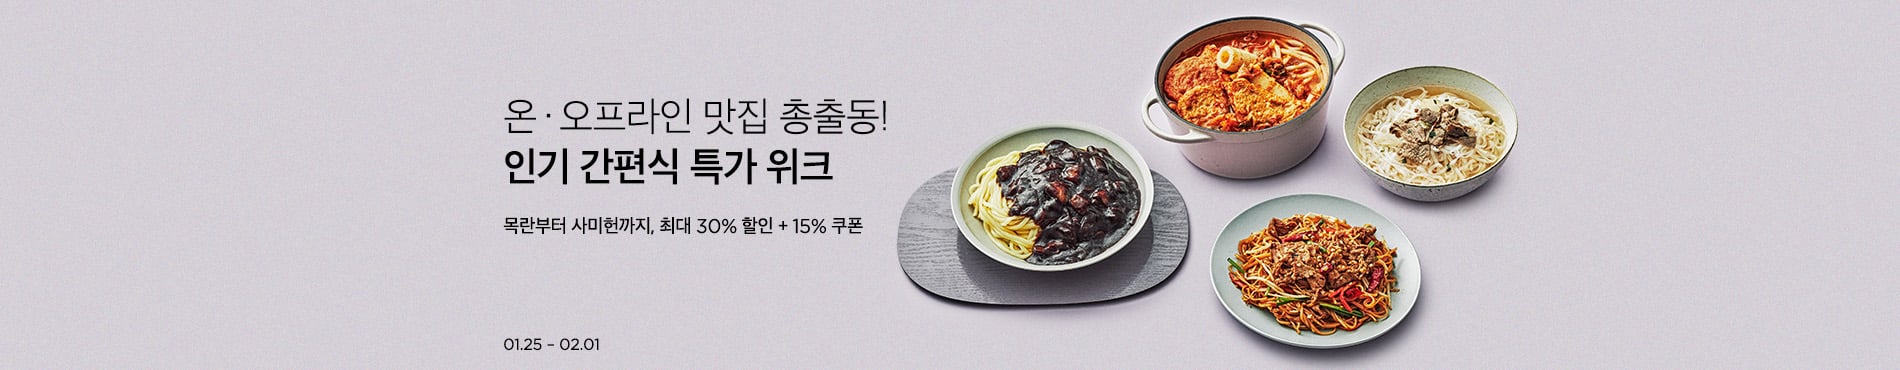 온·오프라인 맛집 총출동!
인기 간편식 특가 위크
목란부터 사미헌까지, 최대 30% 할인 + 15% 쿠폰
01.25 – 02.01